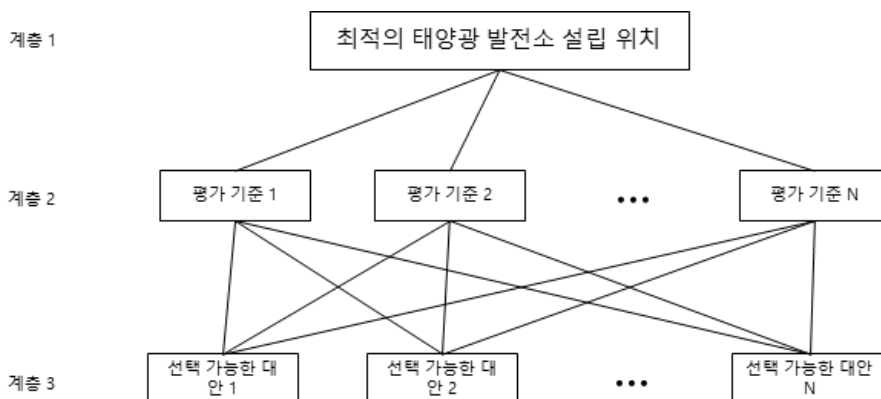 계층 1
최적의 태양광 발전소 설립 위치
계층 2
평가 기준 1
평가 기준 2
•••
평가 기준 N
계층 3
선택 가능한 대
안 1
선택 가능한 대
안 2
•••
선택 가능한 대안
N